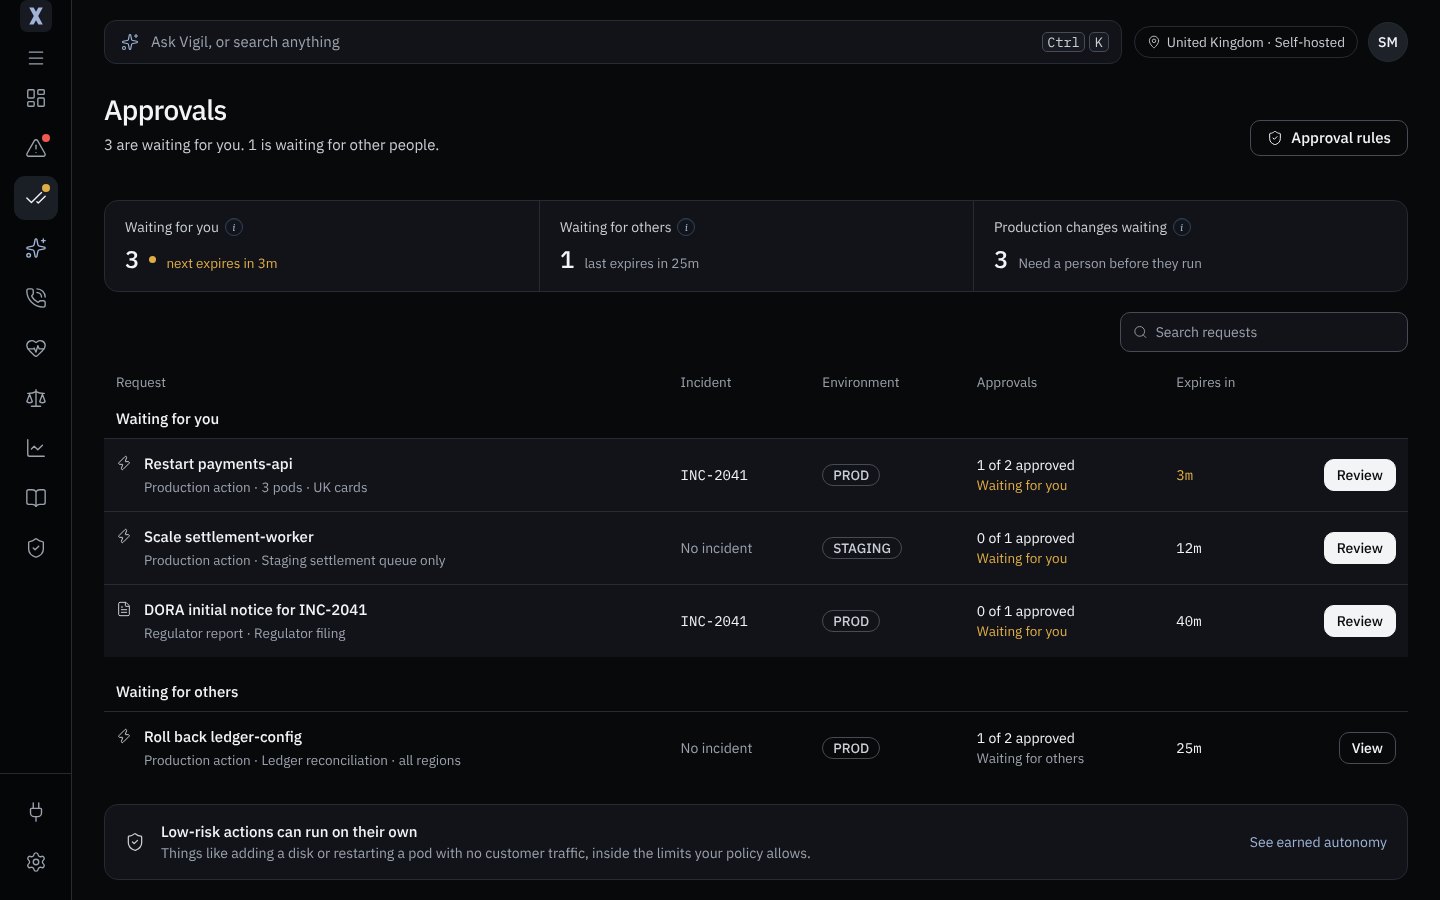 Ask Vigil, or search anything
Ctrl K
United Kingdom · Self-hosted
SM
Approvals
3 are waiting for you. 1 is waiting for other people.
Approval rules
Waiting for you i
3 next expires in 3m
Waiting for others i
1 last expires in 25m
Production changes waiting i
3 Need a person before they run
Search requests
Request Incident Environment Approvals Expires in
Waiting for you
Restart payments-api
Production action · 3 pods · UK cards
INC-2041
PROD
1 of 2 approved
Waiting for you
3m
Review
Scale settlement-worker
Production action · Staging settlement queue only
No incident
STAGING
0 of 1 approved
Waiting for you
12m
Review
DORA initial notice for INC-2041
Regulator report · Regulator filing
INC-2041
PROD
0 of 1 approved
Waiting for you
40m
Review
Waiting for others
Roll back ledger-config
Production action · Ledger reconciliation · all regions
No incident
PROD
1 of 2 approved
Waiting for others
25m
View
Low-risk actions can run on their own
Things like adding a disk or restarting a pod with no customer traffic, inside the limits your policy allows.
See earned autonomy